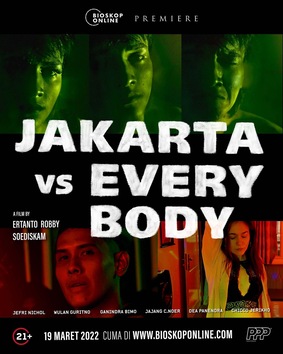 BIOSKOP
ONLINE
PREMIERE
JAKARTA
vs EVERY
BODY
A FILM BY
ERTANTO ROBBY
SOEDISKAM
JEFRI NICHOL WULAN GURITNO GANINDRA BIMO JAJANG C.NOER DEA PANENDRA CHICCO JERIKHO
21+ 19 MARET 2022 CUMA DI WWW.BIOSKOPONLINE.COM PPP